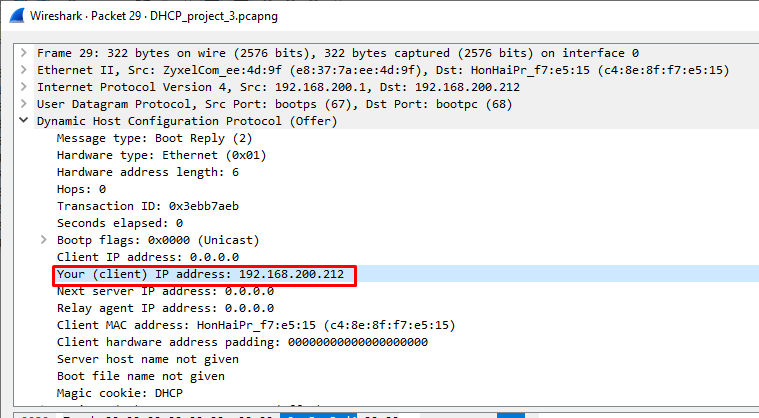 Wireshark · Packet 29 · DHCP_project_3.pcapng
Frame 29: 322 bytes on wire (2576 bits), 322 bytes captured (2576 bits) on interface 0
Ethernet II, Src: ZyxelCom_ee:4d:9f (e8:37:7a:ee:4d:9f), Dst: HonHaiPr_f7:e5:15 (c4:8e:8f:f7:e5:15)
Internet Protocol Version 4, Src: 192.168.200.1, Dst: 192.168.200.212
User Datagram Protocol, Src Port: bootps (67), Dst Port: bootpc (68)
Dynamic Host Configuration Protocol (Offer)
Message type: Boot Reply (2)
Hardware type: Ethernet (0x01)
Hardware address length: 6
Hops: 0
Transaction ID: 0x3ebb7aeb
Seconds elapsed: 0
Bootp flags: 0x0000 (Unicast)
Client IP address: 0.0.0.0
Your (client) IP address: 192.168.200.212
Next server IP address: 0.0.0.0
Relay agent IP address: 0.0.0.0
Client MAC address: HonHaiPr_f7:e5:15 (c4:8e:8f:f7:e5:15)
Client hardware address padding: 00000000000000000000
Server host name not given
Boot file name not given
Magic cookie: DHCP